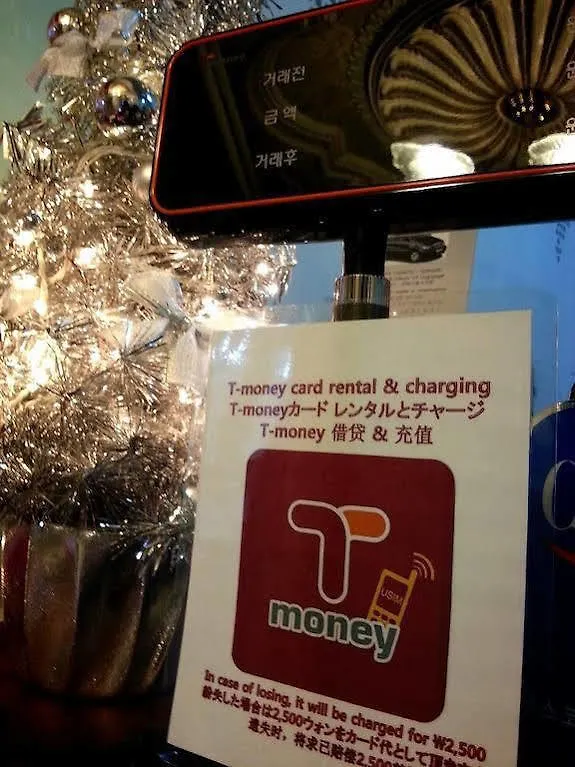 거래전
금 액
거래후
T-money card rental & charging
T-moneyカード レンタルとチャージ
T-money 借贷 & 充值
T
USIM
money
In case of losing, it will be charged for ₩2,500
紛失した場合は2,500ウォンをカード代として頂
遗失时, 将求已赔偿2,500